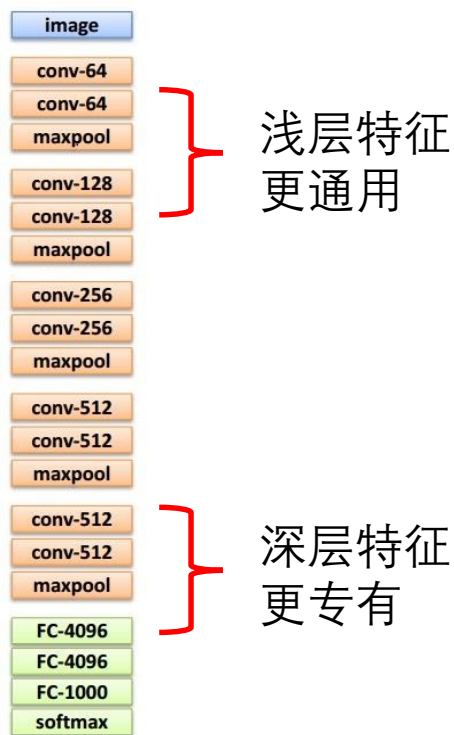 image
conv-64
conv-64
maxpool
浅层特征
更通用
conv-128
conv-128
maxpool
conv-256
conv-256
maxpool
conv-512
conv-512
maxpool
conv-512
conv-512
maxpool
深层特征
更专有
FC-4096
FC-4096
FC-1000
softmax